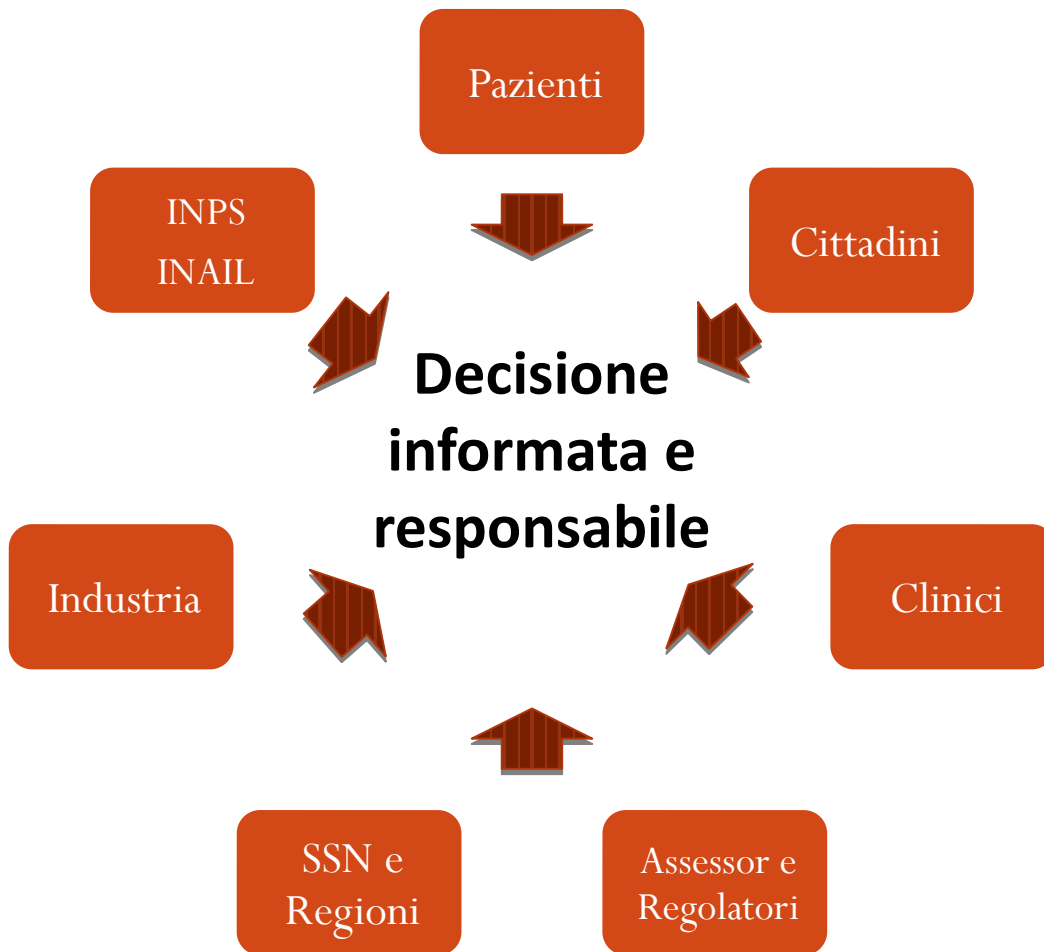 Pazienti
INPS
INAIL
Cittadini
Decisione
informata e
responsabile
Industria
Clinici
SSN e
Regioni
Assessor e
Regolatori